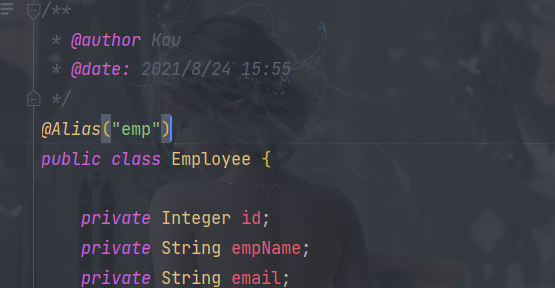 /**
* @author Kou
* @date: 2021/8/24 15:55
*/
@Alias("emp")
public class Employee {
private Integer id;
private String empName;
private String email;